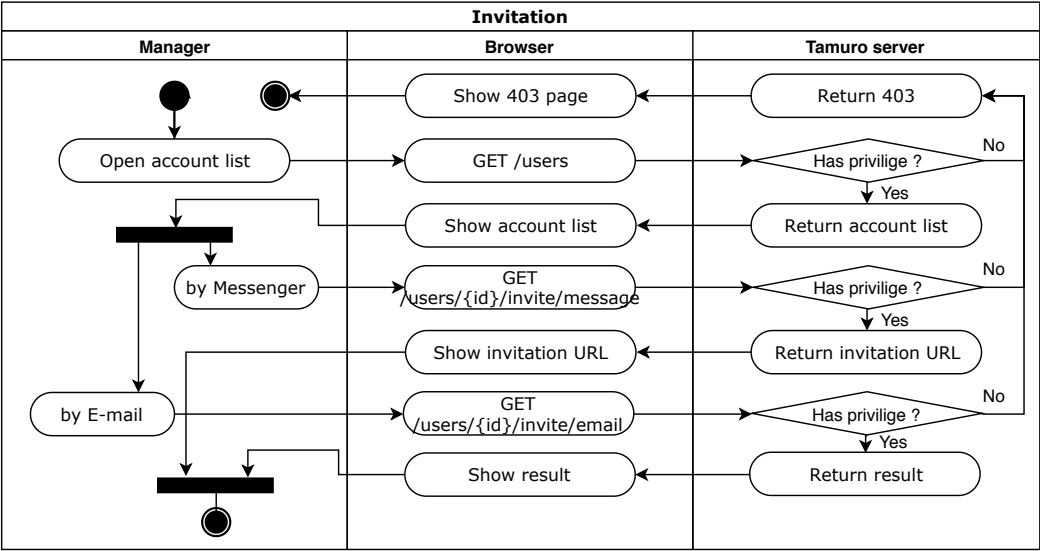 Invitation
Manager
Browser
Tamuro server
Show 403 page
Return 403
Open account list
GET /users
Has privilige ?
No
Yes
Show account list
Return account list
by Messenger
GET
/users/{id}/invite/message
Has privilige ?
No
Yes
Show invitation URL
Return invitation URL
by E-mail
GET
/users/{id}/invite/email
Has privilige ?
No
Yes
Show result
Return result